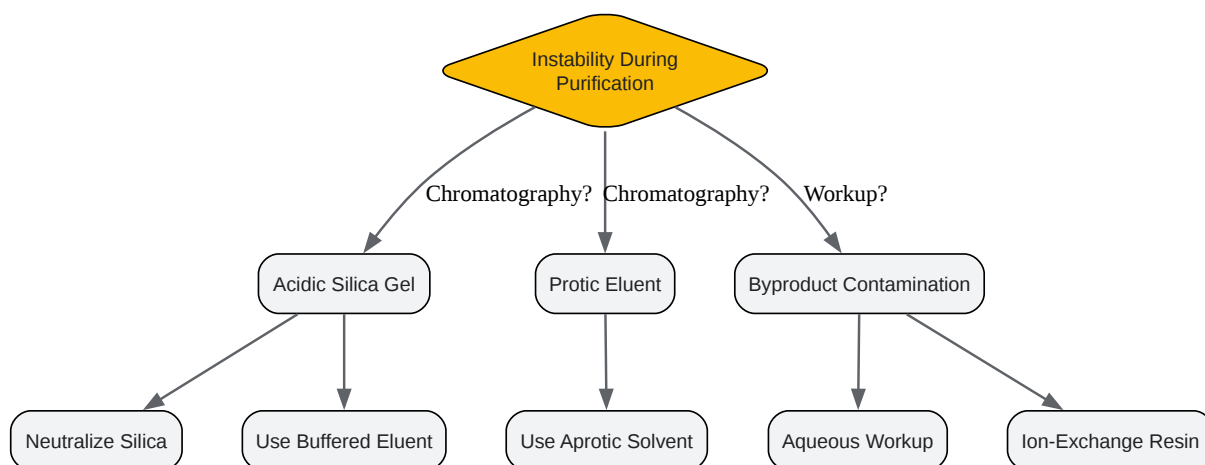 Instability During
Purification
Chromatography?
Chromatography?
Workup?
Acidic Silica Gel
Protic Eluent
Byproduct Contamination
Neutralize Silica
Use Buffered Eluent
Use Aprotic Solvent
Aqueous Workup
Ion-Exchange Resin